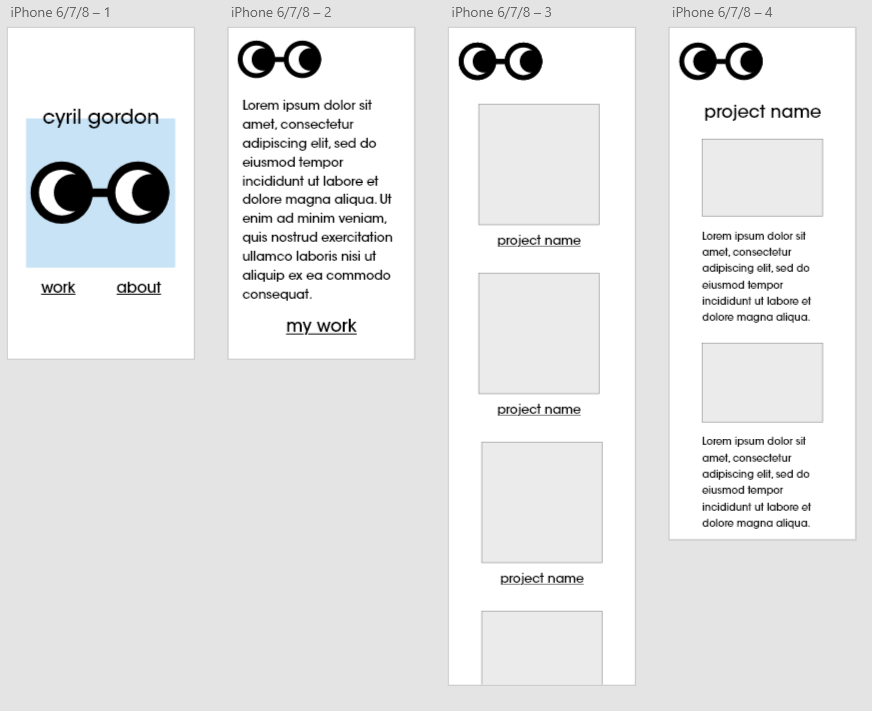 iPhone 6/7/8 – 1
cyril gordon
work
about
iPhone 6/7/8 – 2
Lorem ipsum dolor sit
amet, consectetur
adipiscing elit, sed do
eiusmod tempor
incididunt ut labore et
dolore magna aliqua. Ut
enim ad minim veniam,
quis nostrud exercitation
ullamco laboris nisi ut
aliquip ex ea commodo
consequat.
my work
iPhone 6/7/8 – 3
project name
project name
project name
iPhone 6/7/8 – 4
project name
Lorem ipsum dolor sit
amet, consectetur
adipiscing elit, sed do
eiusmod tempor
incididunt ut labore et
dolore magna aliqua.
Lorem ipsum dolor sit
amet, consectetur
adipiscing elit, sed do
eiusmod tempor
incididunt ut labore et
dolore magna aliqua.